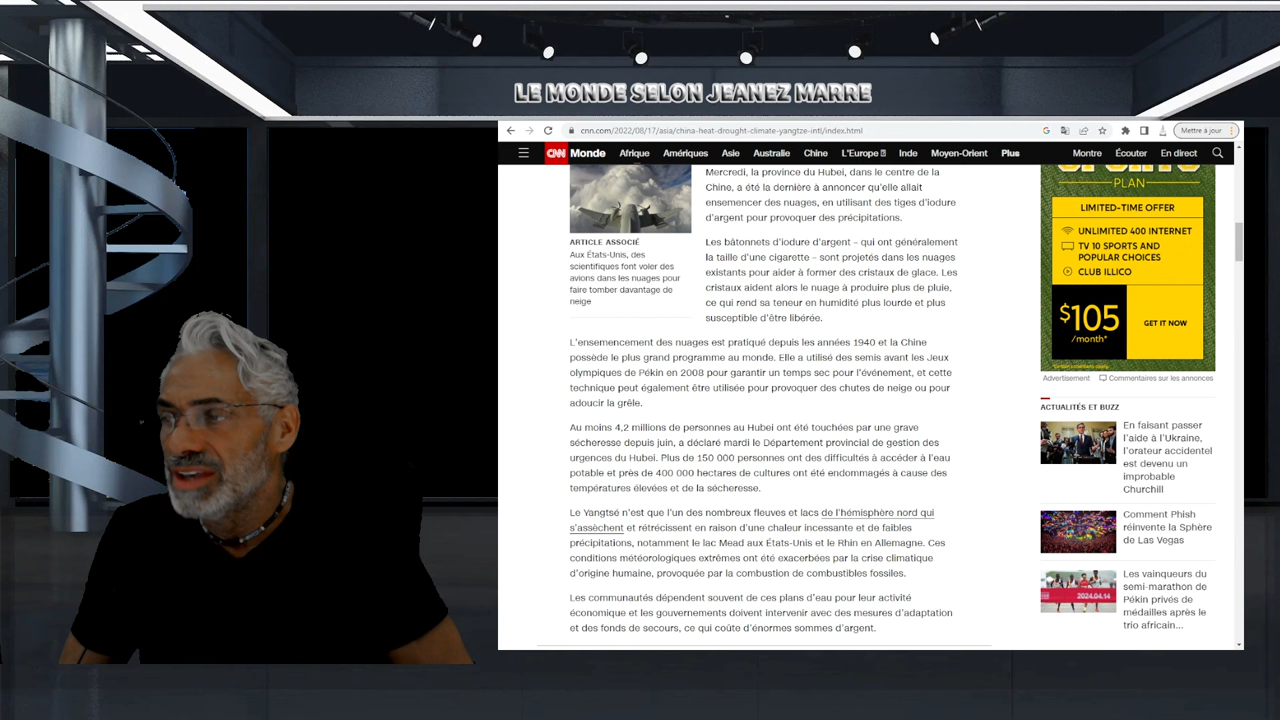 LE MONDE SELON JEANEZ MARRE
cnn.com/2022/08/17/asia/china-heat-drought-climate-yangtze-intl/index.html
Mettre à jour
CNN Monde Afrique Amériques Asie Australie Chine L'Europe Inde Moyen-Orient Plus Montre Écouter En direct
Mercredi, la province du Hubei, dans le centre de la
Chine, a été la dernière à annoncer qu'elle allait
ensemencer des nuages, en utilisant des tiges d'iodure
d'argent pour provoquer des précipitations.
ARTICLE ASSOCIÉ
Aux États-Unis, des
scientifiques font voler des
avions dans les nuages pour
faire tomber davantage de
neige
Les bâtonnets d'iodure d'argent – qui ont généralement
la taille d'une cigarette – sont projetés dans les nuages
existants pour aider à former des cristaux de glace. Les
cristaux aident alors le nuage à produire plus de pluie,
ce qui rend sa teneur en humidité plus lourde et plus
susceptible d'être libérée.
L'ensemencement des nuages est pratiqué depuis les années 1940 et la Chine
possède le plus grand programme au monde. Elle a utilisé des semis avant les Jeux
olympiques de Pékin en 2008 pour garantir un temps sec pour l'événement, et cette
technique peut également être utilisée pour provoquer des chutes de neige ou pour
adoucir la grêle.
Au moins 4,2 millions de personnes au Hubei ont été touchées par une grave
sécheresse depuis juin, a déclaré mardi le Département provincial de gestion des
urgences du Hubei. Plus de 150 000 personnes ont des difficultés à accéder à l'eau
potable et près de 400 000 hectares de cultures ont été endommagés à cause des
températures élevées et de la sécheresse.
Le Yangtsé n'est que l'un des nombreux fleuves et lacs de l'hémisphère nord qui
s'assèchent et rétrécissent en raison d'une chaleur incessante et de faibles
précipitations, notamment le lac Mead aux États-Unis et le Rhin en Allemagne. Ces
conditions météorologiques extrêmes ont été exacerbées par la crise climatique
d'origine humaine, provoquée par la combustion de combustibles fossiles.
Les communautés dépendent souvent de ces plans d'eau pour leur activité
économique et les gouvernements doivent intervenir avec des mesures d'adaptation
et des fonds de secours, ce qui coûte d'énormes sommes d'argent.
SPORTS
PLAN
LIMITED-TIME OFFER
UNLIMITED 400 INTERNET
TV 10 SPORTS AND
POPULAR CHOICES
CLUB ILLICO
$105
/month*
GET IT NOW
Advertisement Commentaires sur les annonces
ACTUALITÉS ET BUZZ
En faisant passer
l'aide à l'Ukraine,
l'orateur accidentel
est devenu un
improbable
Churchill
Comment Phish
réinvente la Sphère
de Las Vegas
2024.04.14
Les vainqueurs du
semi-marathon de
Pékin privés de
médailles après le
trio africain...